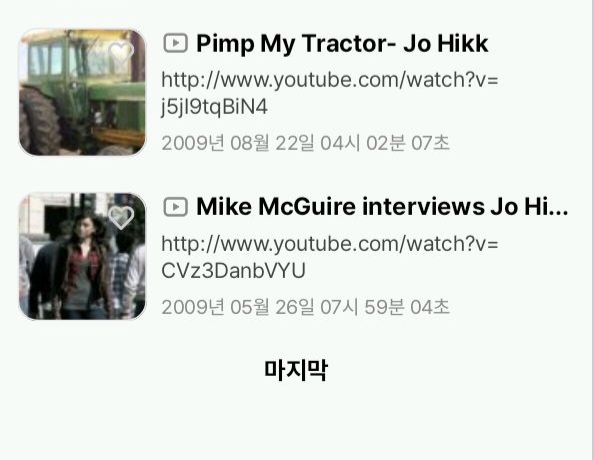 Pimp My Tractor- Jo Hikk
http://www.youtube.com/watch?v=
j5jI9tqBiN4
2009년 08월 22일 04시 02분 07초
Mike McGuire interviews Jo Hi...
http://www.youtube.com/watch?v=
CVz3DanbVYU
2009년 05월 26일 07시 59분 04초
마지막